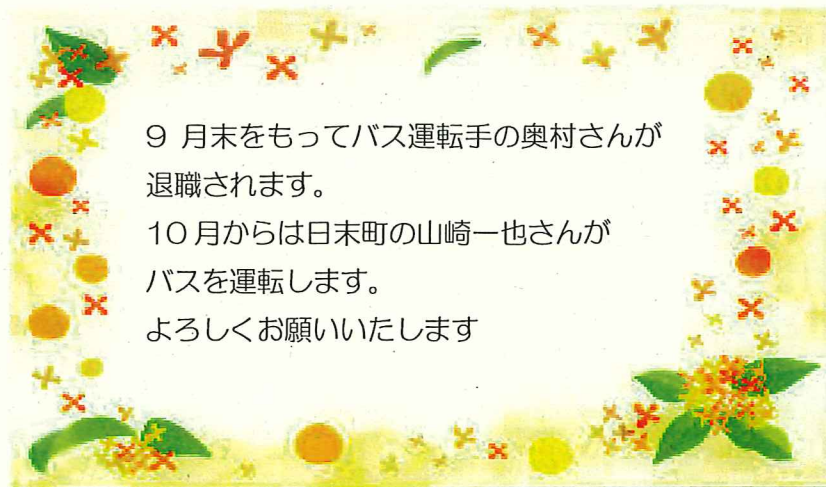 9 月末をもってバス運転手の奥村さんが
退職されます。
10月からは日末町の山崎一也さんが
バスを運転します。
よろしくお願いいたします